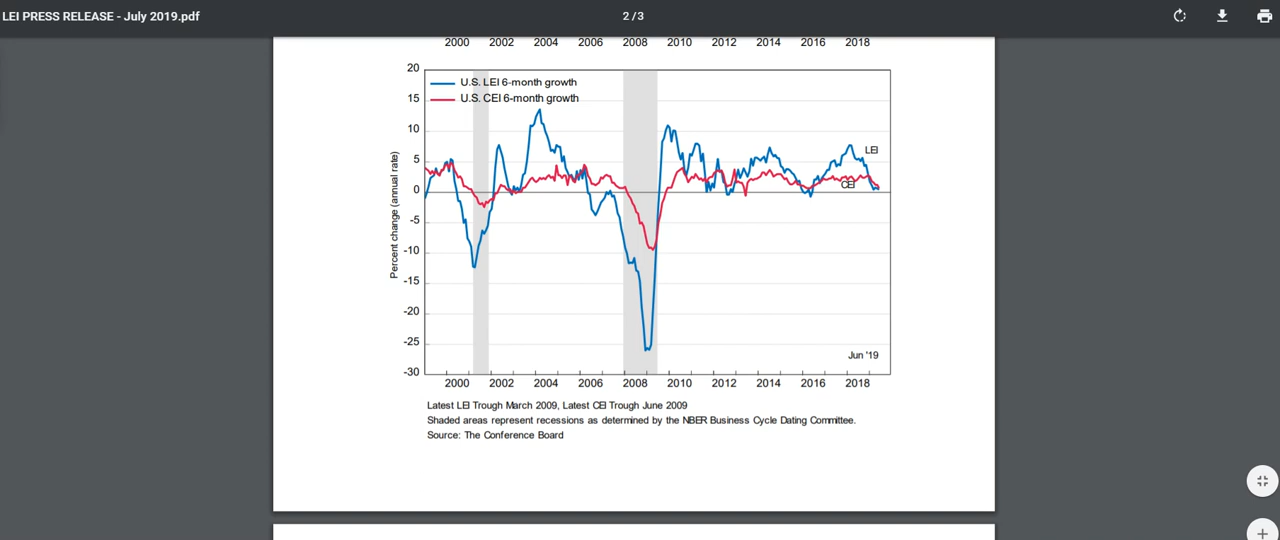 LEI PRESS RELEASE - July 2019.pdf
2 / 3
2000 2002 2004 2006 2008 2010 2012 2014 2016 2018
20
U.S. LEI 6-month growth
15
U.S. CEI 6-month growth
10
5
0
-5
-10
-15
-20
-25
-30
Percent change (annual rate)
LEI
CEI
Jun '19
2000 2002 2004 2006 2008 2010 2012 2014 2016 2018
Latest LEI Trough March 2009, Latest CEI Trough June 2009
Shaded areas represent recessions as determined by the NBER Business Cycle Dating Committee.
Source: The Conference Board